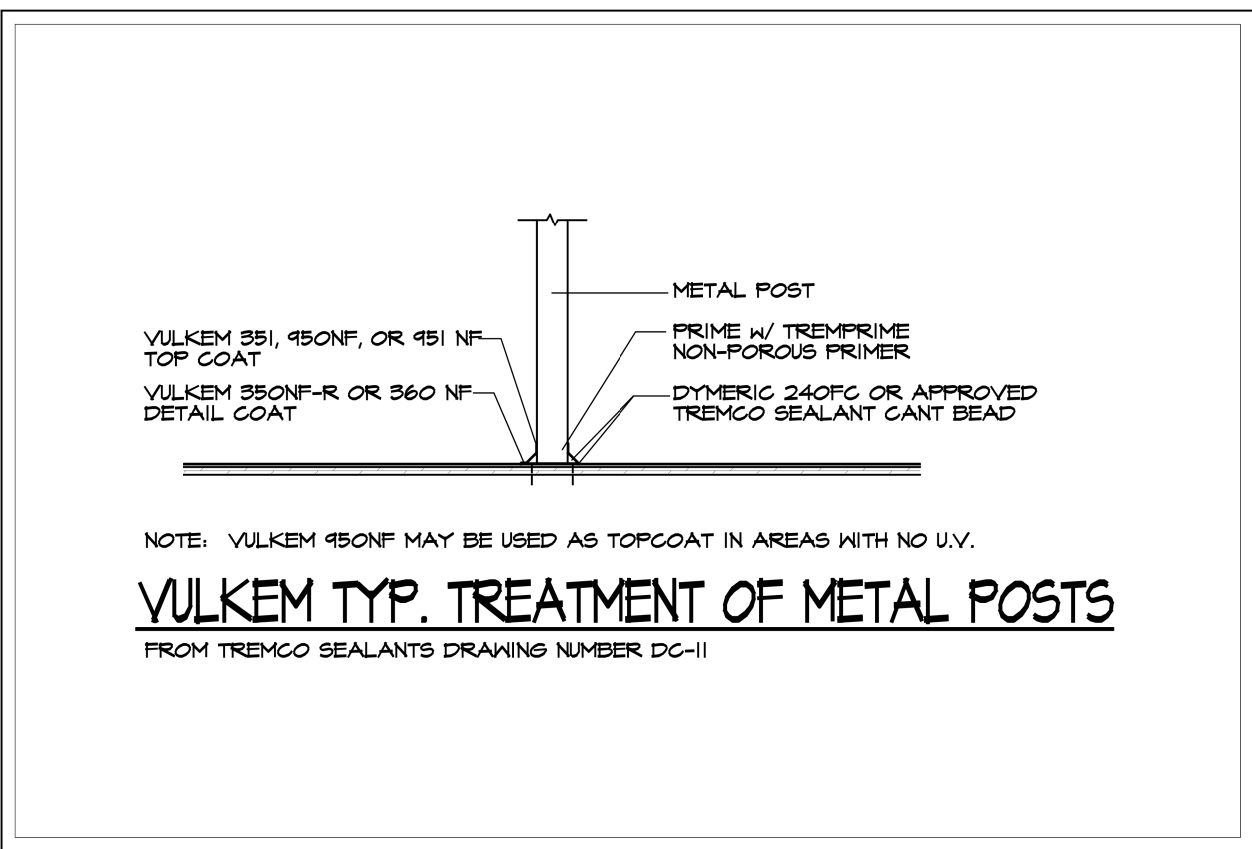 METAL POST
VULKEM 351, 950NF, OR 951 NF
TOP COAT
PRIME W/ TREMPRIME
NON-POROUS PRIMER
VULKEM 350NF-R OR 360 NF
DETAIL COAT
DYMERIC 240FC OR APPROVED
TREMCO SEALANT CANT BEAD
NOTE: VULKEM 950NF MAY BE USED AS TOPCOAT IN AREAS WITH NO U.V.
VULKEM TYP. TREATMENT OF METAL POSTS
FROM TREMCO SEALANTS DRAWING NUMBER DC-11